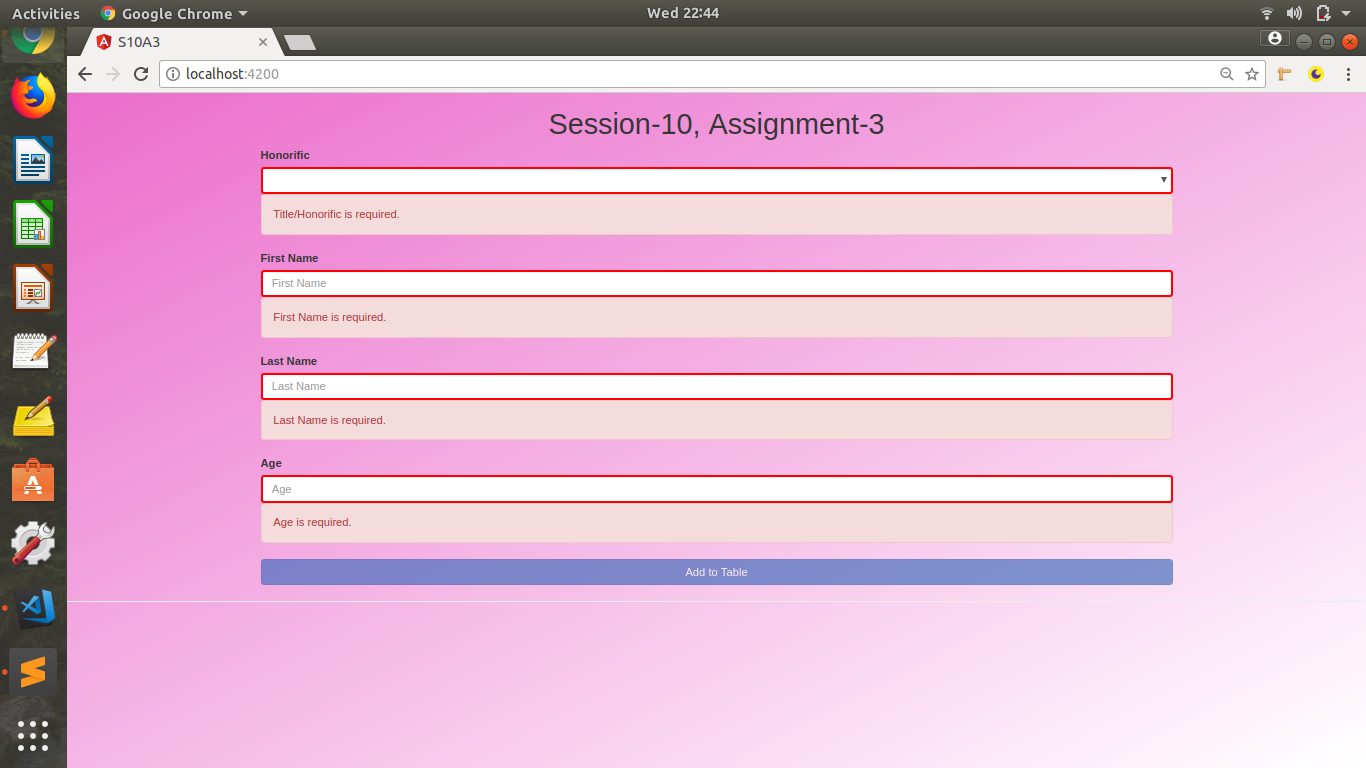 Activities Google Chrome Wed 22:44
S10A3
localhost:4200
Session-10, Assignment-3
Honorific
Title/Honorific is required.
First Name
First Name
First Name is required.
Last Name
Last Name
Last Name is required.
Age
Age
Age is required.
Add to Table